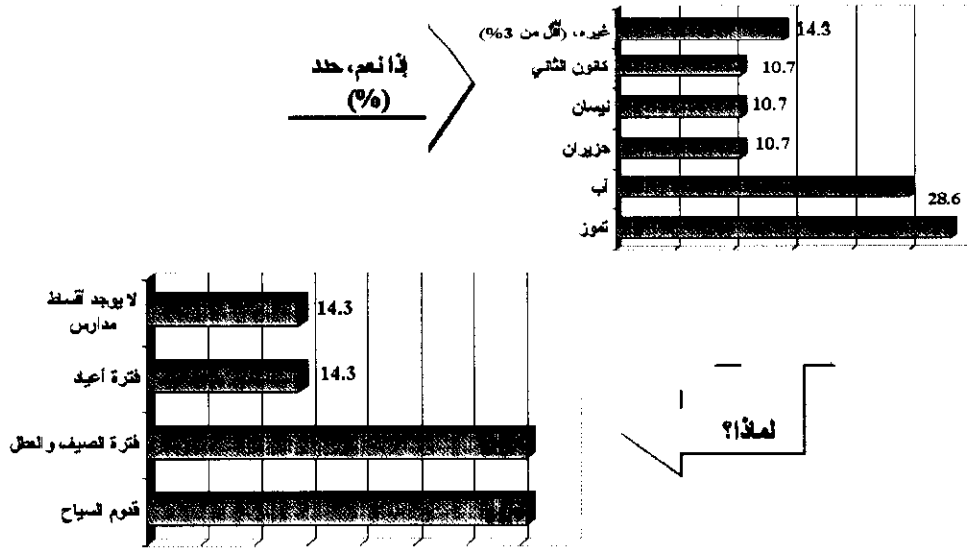 إذا نعم، حدد
(%)
غيره، (أقل من 3%) 14.3
كانون الثاني 10.7
نيسان 10.7
حزيران 10.7
آب
28.6
تموز
لا يوجد أقساط
مدارس
14.3
فترة أعياد 14.3
فترة الصيف والعطل
قدوم السياح
لماذا؟